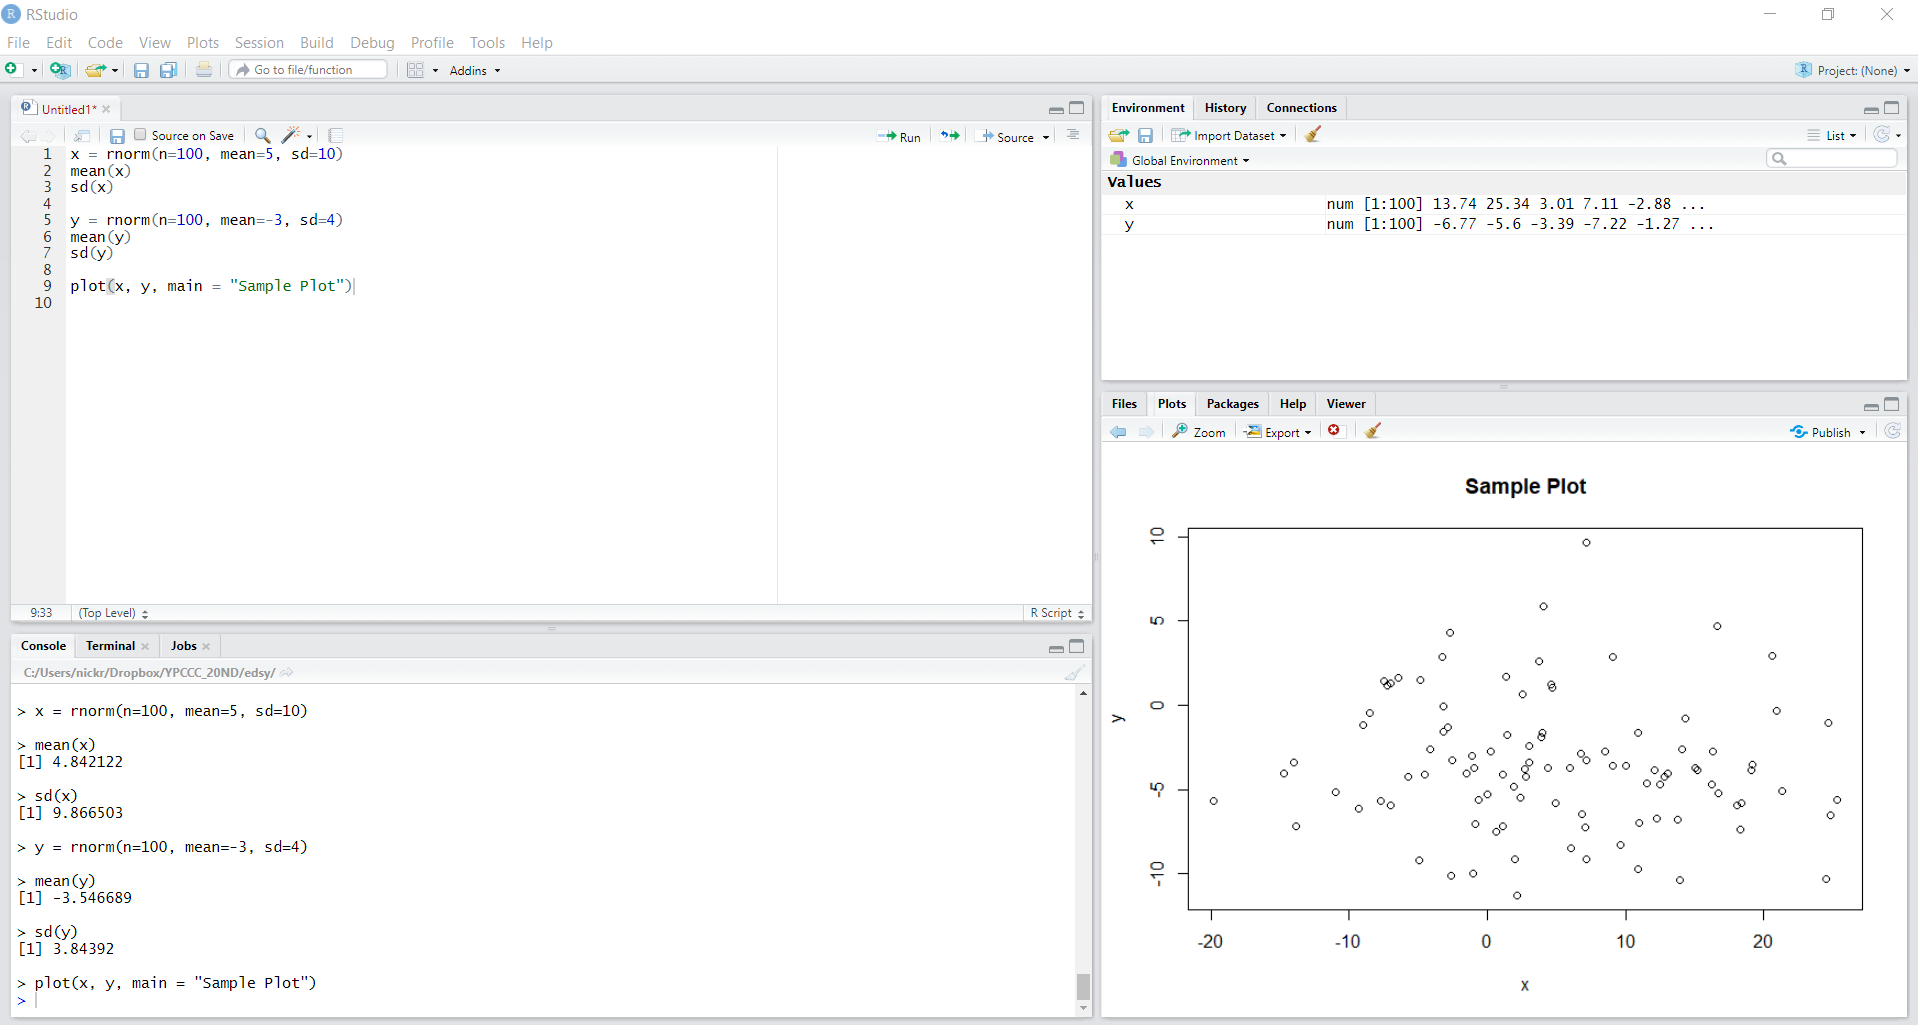 RStudio
File Edit Code View Plots Session Build Debug Profile Tools Help
Go to file/function Addins Project: (None)
Untitled1*
Source on Save Run Source
1 x = rnorm(n=100, mean=5, sd=10)
2 mean(x)
3 sd(x)
4
5 y = rnorm(n=100, mean=-3, sd=4)
6 mean(y)
7 sd(y)
8
9 plot(x, y, main = "Sample Plot")
10
9:33 (Top Level) R Script
Console Terminal Jobs
C:/Users/nickr/Dropbox/YPCCC_20ND/edsy/
> x = rnorm(n=100, mean=5, sd=10)
> mean(x)
[1] 4.842122
> sd(x)
[1] 9.866503
> y = rnorm(n=100, mean=-3, sd=4)
> mean(y)
[1] -3.546689
> sd(y)
[1] 3.84392
> plot(x, y, main = "Sample Plot")
>
Environment History Connections
Import Dataset List
Global Environment
Values
x num [1:100] 13.74 25.34 3.01 7.11 -2.88 ...
y num [1:100] -6.77 -5.6 -3.39 -7.22 -1.27 ...
Files Plots Packages Help Viewer
Zoom Export Publish
Sample Plot
10
5
0
-5
-10
y
-20 -10 0 10 20
x